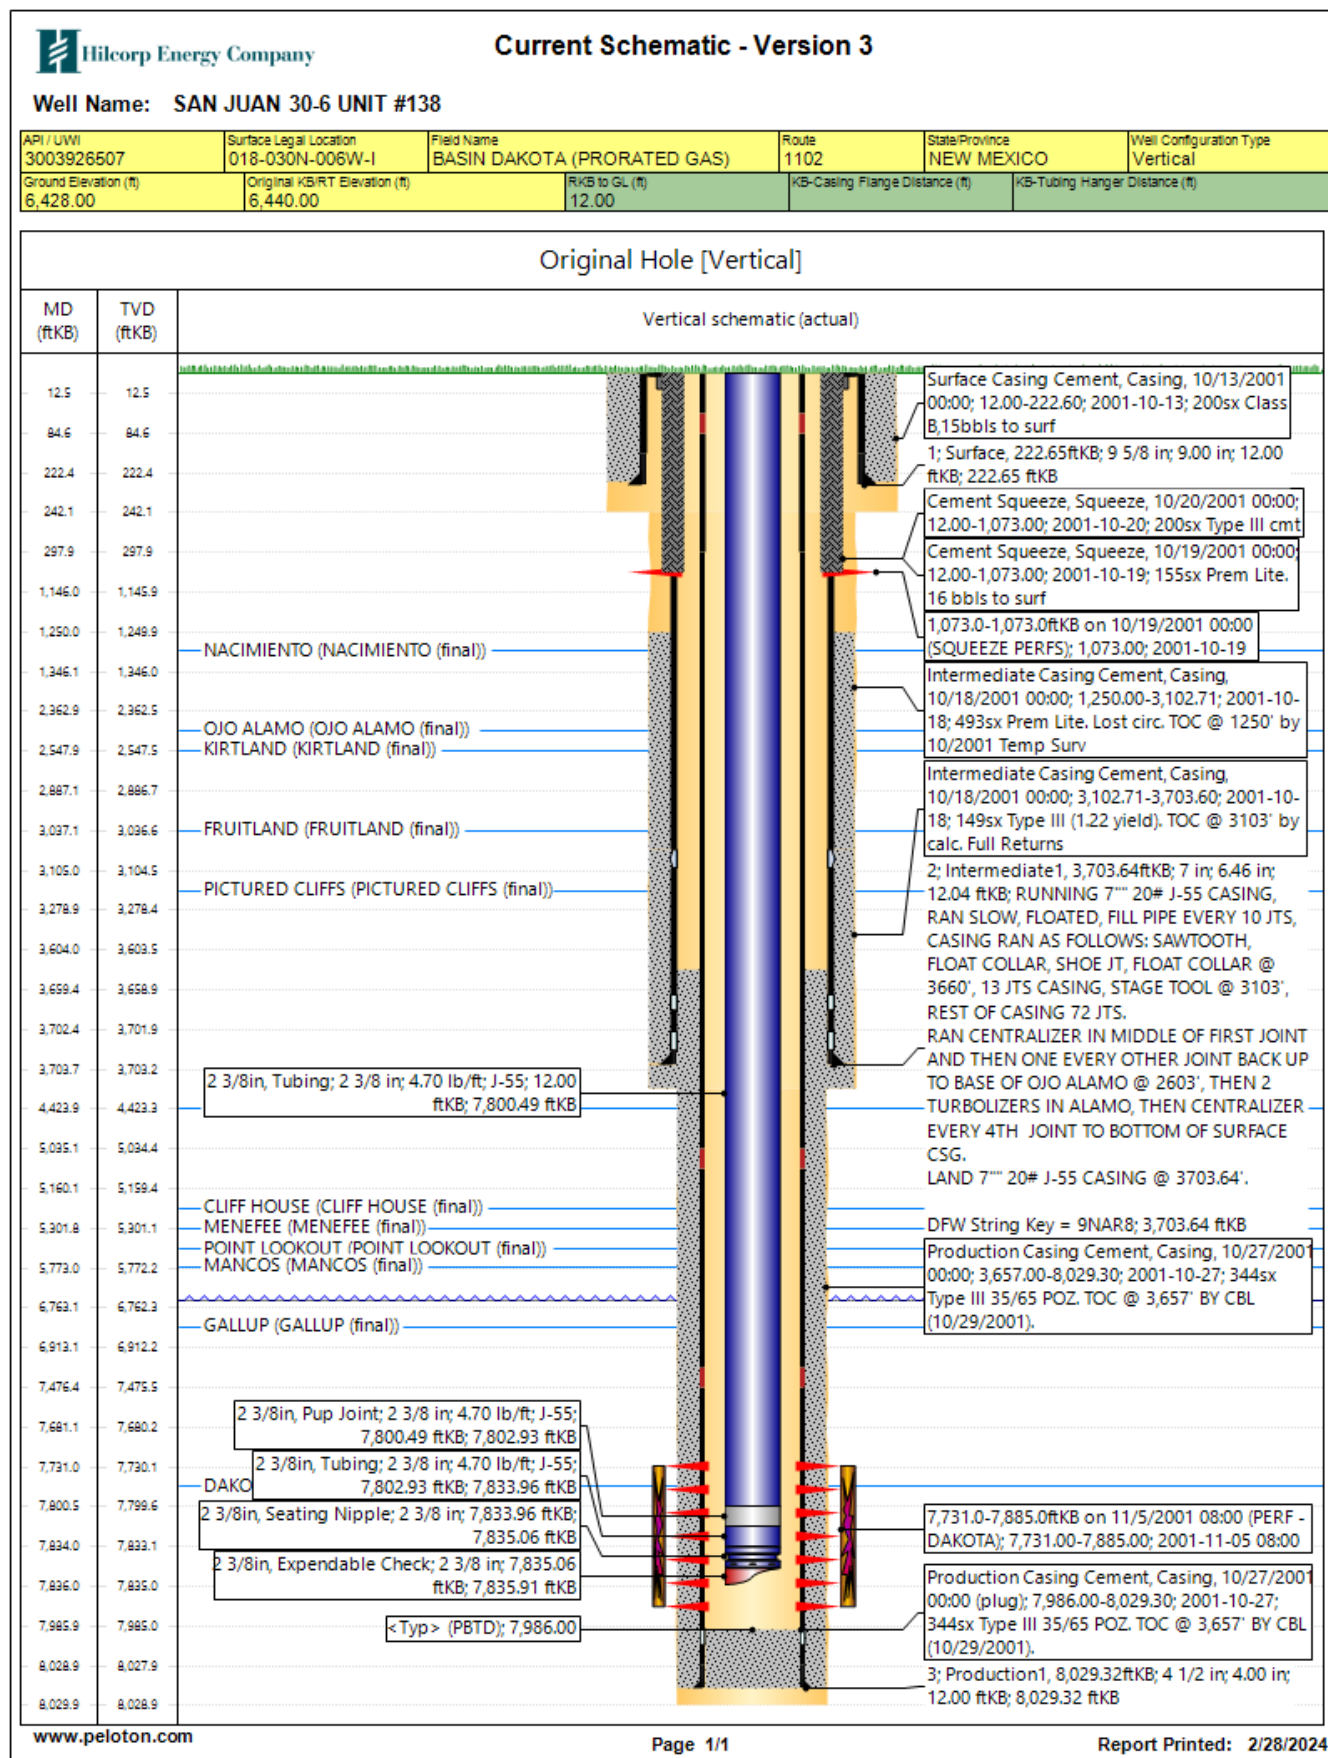 Hilcorp Energy Company
Current Schematic - Version 3
Well Name: SAN JUAN 30-6 UNIT #138
API / UWI
3003926507
Surface Legal Location
018-030N-006W-I
Field Name
BASIN DAKOTA (PRORATED GAS)
Route
1102
State/Province
NEW MEXICO
Well Configuration Type
Vertical
Ground Elevation (ft)
6,428.00
Original KB/RT Elevation (ft)
6,440.00
RKB to GL (ft)
12.00
KB-Casing Flange Distance (ft)
KB-Tubing Hanger Distance (ft)
Original Hole [Vertical]
MD
(ftKB)
TVD
(ftKB)
Vertical schematic (actual)
12.5 12.5
84.6 84.6
222.4 222.4
242.1 242.1
297.9 297.9
1,146.0 1,145.9
1,250.0 1,249.9
1,346.1 1,346.0
2,362.9 2,362.5
2,547.9 2,547.5
2,887.1 2,886.7
3,037.1 3,036.6
3,105.0 3,104.5
3,278.9 3,278.4
3,604.0 3,603.5
3,659.4 3,658.9
3,702.4 3,701.9
3,703.7 3,703.2
4,423.9 4,423.3
5,035.1 5,034.4
5,160.1 5,159.4
5,301.8 5,301.1
5,773.0 5,772.2
6,763.1 6,762.3
6,913.1 6,912.2
7,476.4 7,475.5
7,681.1 7,680.2
7,731.0 7,730.1
7,800.5 7,799.6
7,834.0 7,833.1
7,836.0 7,835.0
7,985.9 7,985.0
8,028.9 8,027.9
8,029.9 8,028.9
NACIMIENTO (NACIMIENTO (final))
OJO ALAMO (OJO ALAMO (final))
KIRTLAND (KIRTLAND (final))
FRUITLAND (FRUITLAND (final))
PICTURED CLIFFS (PICTURED CLIFFS (final))
2 3/8in, Tubing; 2 3/8 in; 4.70 lb/ft; J-55; 12.00
ftKB; 7,800.49 ftKB
CLIFF HOUSE (CLIFF HOUSE (final))
MENEFEE (MENEFEE (final))
POINT LOOKOUT (POINT LOOKOUT (final))
MANCOS (MANCOS (final))
GALLUP (GALLUP (final))
2 3/8in, Pup Joint; 2 3/8 in; 4.70 lb/ft; J-55;
7,800.49 ftKB; 7,802.93 ftKB
2 3/8in, Tubing; 2 3/8 in; 4.70 lb/ft; J-55;
7,802.93 ftKB; 7,833.96 ftKB
DAKO
2 3/8in, Seating Nipple; 2 3/8 in; 7,833.96 ftKB;
7,835.06 ftKB
2 3/8in, Expendable Check; 2 3/8 in; 7,835.06
ftKB; 7,835.91 ftKB
<Typ> (PBTD); 7,986.00
Surface Casing Cement, Casing, 10/13/2001
00:00; 12.00-222.60; 2001-10-13; 200sx Class
B,15bbls to surf
1; Surface, 222.65ftKB; 9 5/8 in; 9.00 in; 12.00
ftKB; 222.65 ftKB
Cement Squeeze, Squeeze, 10/20/2001 00:00;
12.00-1,073.00; 2001-10-20; 200sx Type III cmt
Cement Squeeze, Squeeze, 10/19/2001 00:00;
12.00-1,073.00; 2001-10-19; 155sx Prem Lite.
16 bbls to surf
1,073.0-1,073.0ftKB on 10/19/2001 00:00
(SQUEEZE PERFS); 1,073.00; 2001-10-19
Intermediate Casing Cement, Casing,
10/18/2001 00:00; 1,250.00-3,102.71; 2001-10-
18; 493sx Prem Lite. Lost circ. TOC @ 1250' by
10/2001 Temp Surv
Intermediate Casing Cement, Casing,
10/18/2001 00:00; 3,102.71-3,703.60; 2001-10-
18; 149sx Type III (1.22 yield). TOC @ 3103' by
calc. Full Returns
2; Intermediate1, 3,703.64ftKB; 7 in; 6.46 in;
12.04 ftKB; RUNNING 7"" 20# J-55 CASING,
RAN SLOW, FLOATED, FILL PIPE EVERY 10 JTS,
CASING RAN AS FOLLOWS: SAWTOOTH,
FLOAT COLLAR, SHOE JT, FLOAT COLLAR @
3660', 13 JTS CASING, STAGE TOOL @ 3103',
REST OF CASING 72 JTS.
RAN CENTRALIZER IN MIDDLE OF FIRST JOINT
AND THEN ONE EVERY OTHER JOINT BACK UP
TO BASE OF OJO ALAMO @ 2603', THEN 2
TURBOLIZERS IN ALAMO, THEN CENTRALIZER
EVERY 4TH JOINT TO BOTTOM OF SURFACE
CSG.
LAND 7"" 20# J-55 CASING @ 3703.64'.
DFW String Key = 9NAR8; 3,703.64 ftKB
Production Casing Cement, Casing, 10/27/2001
00:00; 3,657.00-8,029.30; 2001-10-27; 344sx
Type III 35/65 POZ. TOC @ 3,657' BY CBL
(10/29/2001).
7,731.0-7,885.0ftKB on 11/5/2001 08:00 (PERF -
DAKOTA); 7,731.00-7,885.00; 2001-11-05 08:00
Production Casing Cement, Casing, 10/27/2001
00:00 (plug); 7,986.00-8,029.30; 2001-10-27;
344sx Type III 35/65 POZ. TOC @ 3,657' BY CBL
(10/29/2001).
3; Production1, 8,029.32ftKB; 4 1/2 in; 4.00 in;
12.00 ftKB; 8,029.32 ftKB
www.peloton.com
Page 1/1
Report Printed: 2/28/2024